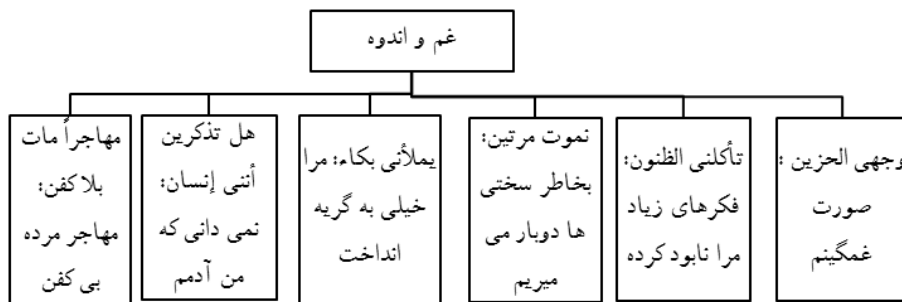 غم و اندوه
وجهی الحزین :
صورت
غمگینم
تأکلنی الظنون:
فکرهای زیاد
مرا نابود کرده
نموت مرتین:
بخاطر سختی
ها دوبار می
میریم
یملأنی بکاء: مرا
خیلی به گریه
انداخت
هل تذکرین
أننی إنسان:
نمی دانی که
من آدمم
مهاجراً مات
بلاکفن:
مهاجر مرده
بی کفن